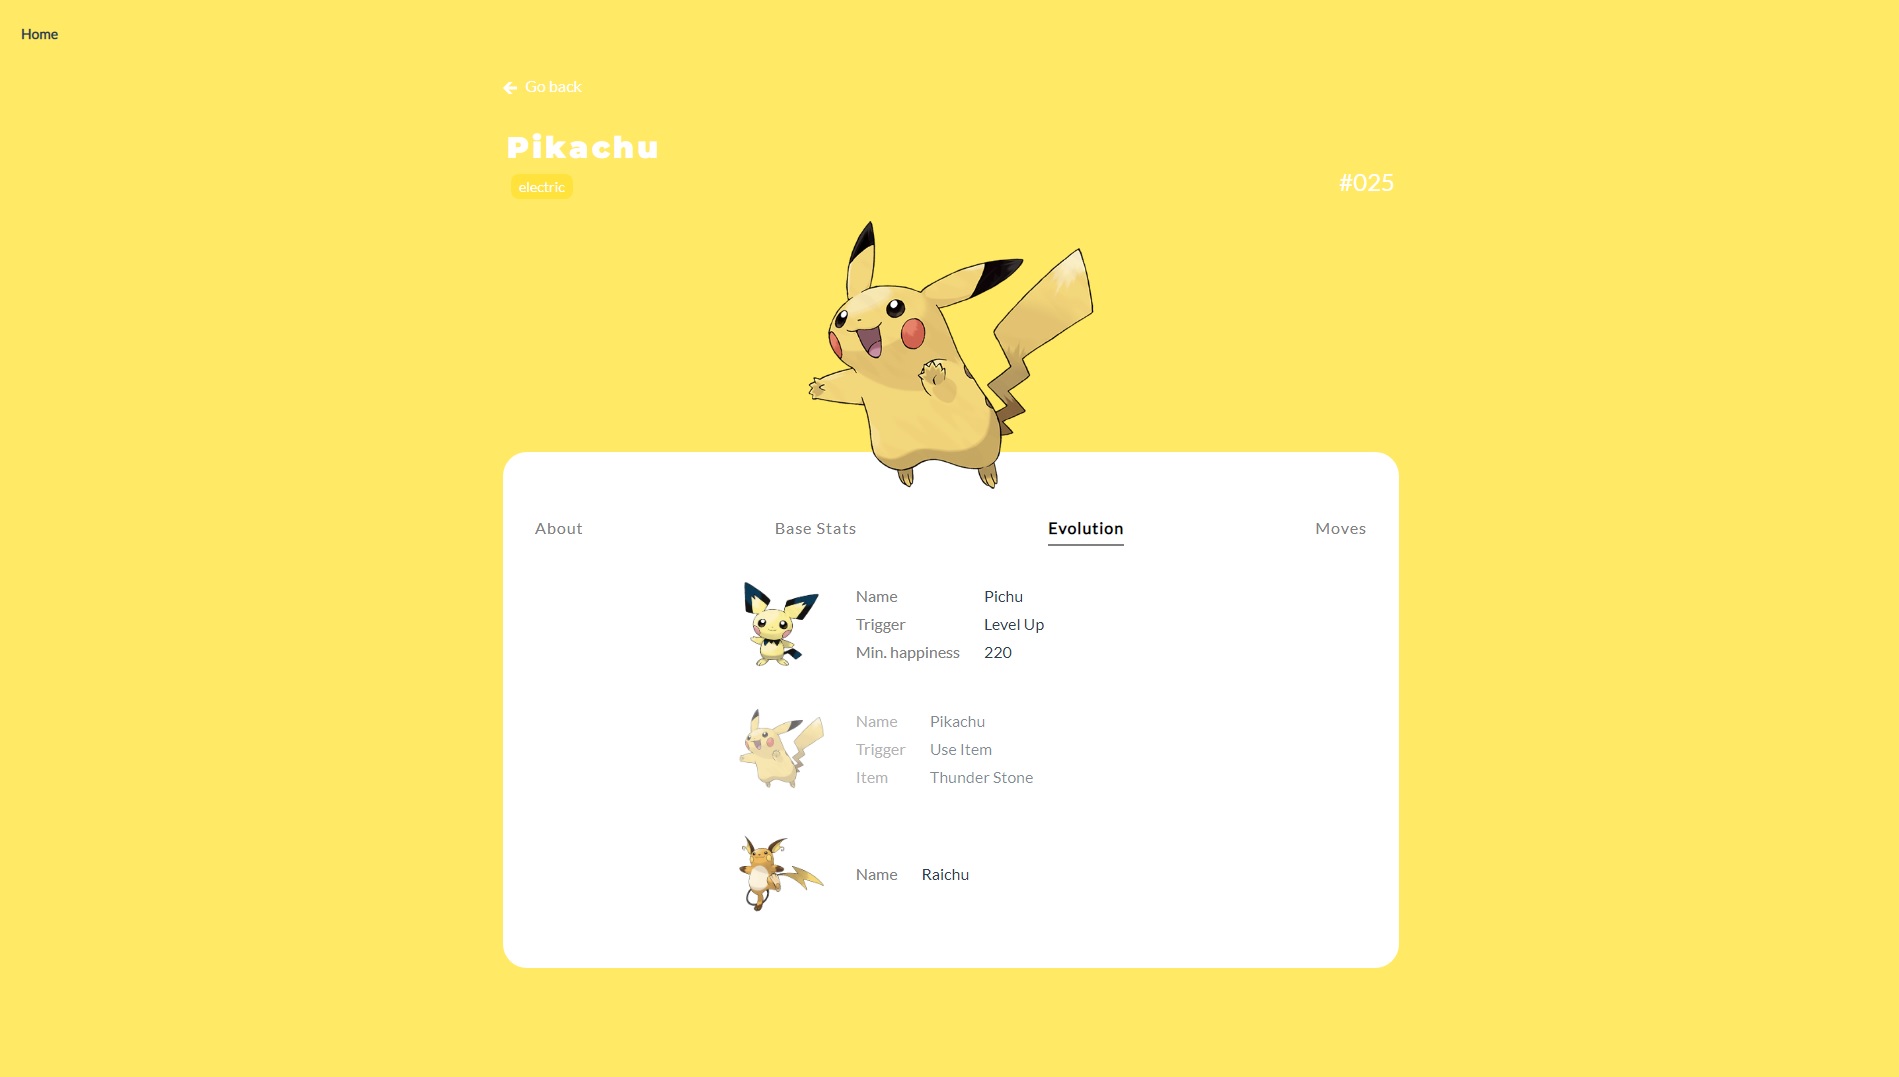 Home
Go back
Pikachu
electric
#025
About Base Stats Evolution Moves
Name Pichu
Trigger Level Up
Min. happiness 220
Name Pikachu
Trigger Use Item
Item Thunder Stone
Name Raichu